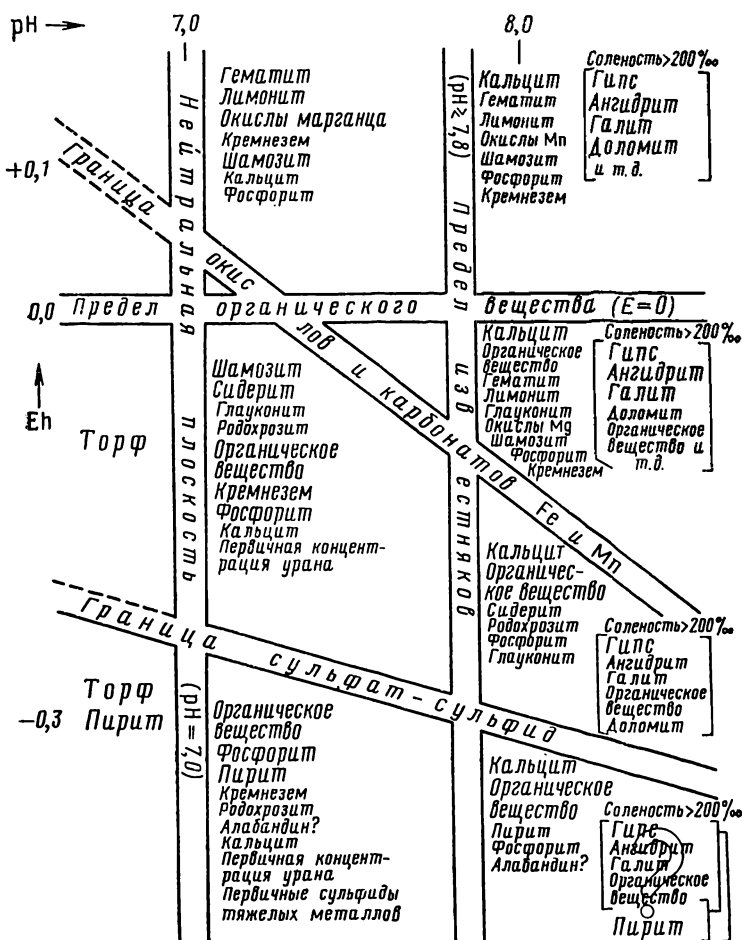 pH →
7,0
8,0
Нейтральная плоскость (pH = 7,0)
(pH ≥ 7,8) Предел известняков
+0,1
0,0
Eh
-0,3
Граница окислов и карбонатов Fe и Mn
Предел органического вещества (E=0)
Граница сульфат-сульфид
Гематит
Лимонит
Окислы марганца
Кремнезем
Шамозит
Кальцит
Фосфорит
Кальцит
Гематит
Лимонит
Окислы Mn
Шамозит
Фосфорит
Кремнезем
Соленость>200‰
Гипс
Ангидрит
Галит
Доломит
и т.д.
Торф
Шамозит
Сидерит
Глауконит
Родохрозит
Органическое
вещество
Кремнезем
Фосфорит
Кальцит
Первичная концент-
рация урана
Кальцит
Органическое
вещество
Гематит
Лимонит
Глауконит
Окислы Mg
Шамозит
Фосфорит
Кремнезем
Соленость>200‰
Гипс
Ангидрит
Галит
Доломит
Органическое
вещество и
т.д.
Кальцит
Органичес-
кое вещество
Сидерит
Родохрозит
Фосфорит
Глауконит
Соленость>200‰
Гипс
Ангидрит
Галит
Органическое
вещество
Доломит
Торф
Пирит
Органическое
вещество
Фосфорит
Пирит
Кремнезем
Родохрозит
Алабандин?
Кальцит
Первичная концент-
рация урана
Первичные сульфиды
тяжелых металлов
Кальцит
Органическое
вещество
Пирит
Фосфорит
Алабандин?
Соленость>200‰
Гипс
Ангидрит
Галит
Органическое
вещество
Пирит
?